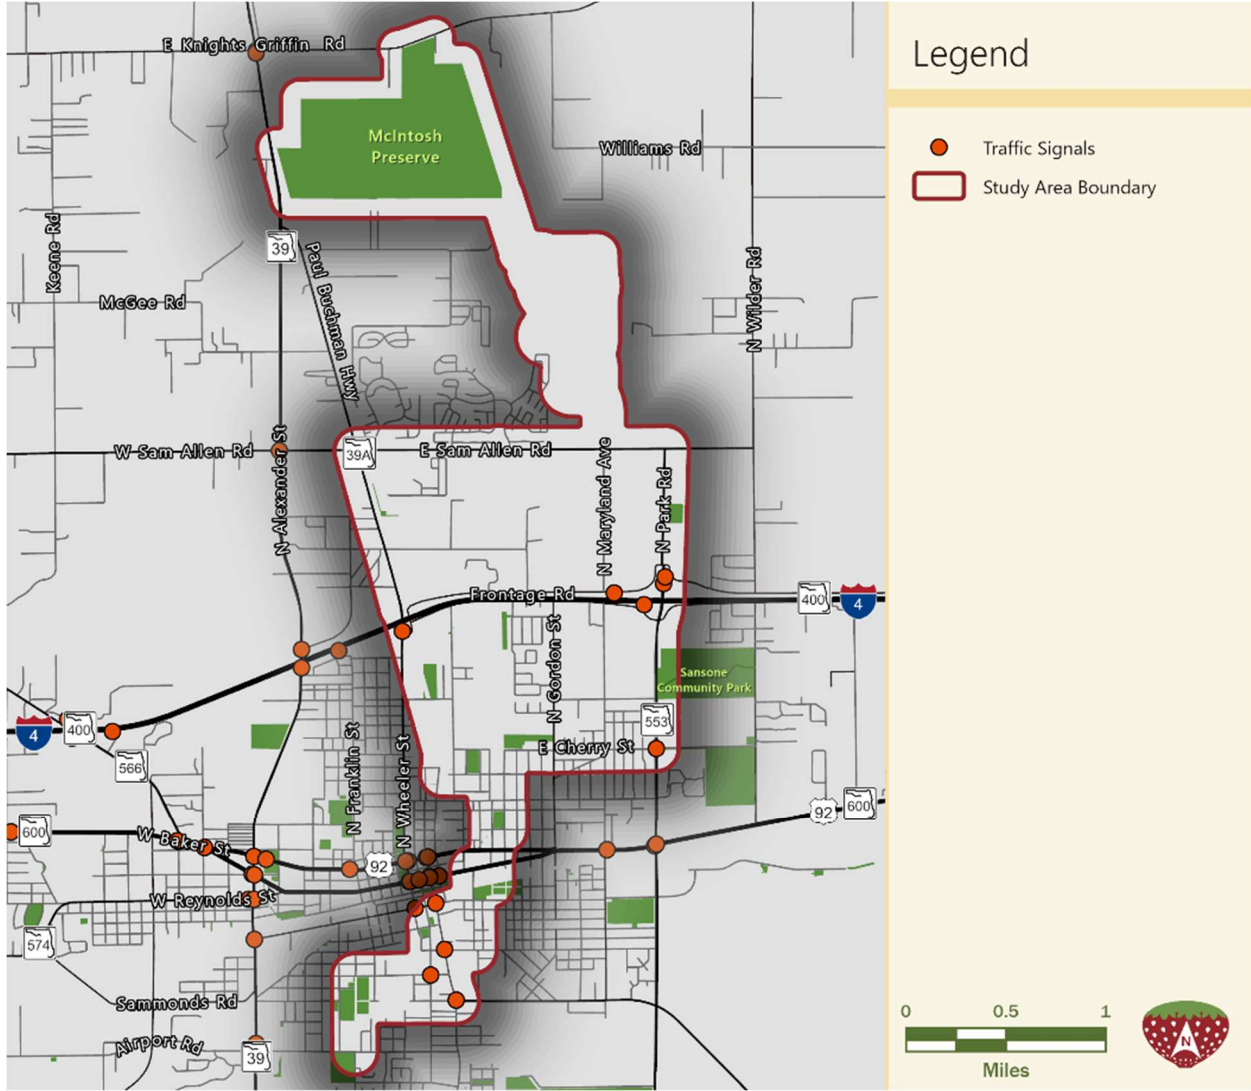 Legend
Traffic Signals
Study Area Boundary
E Knights Griffin Rd
McIntosh
Preserve
Williams Rd
Keene Rd
39
Paul Buchman Hwy
N Wilder Rd
McGee Rd
W Sam Allen Rd
N Alexander St
39A
E Sam Allen Rd
N Maryland Ave
N Park Rd
Frontage Rd
400
4
N Gordon St
Sansone
Community Park
553
4
400
566
N Franklin St
N Wheeler St
E Cherry St
600
W Baker St
92
92
600
W Reynolds St
574
Sammonds Rd
Airport Rd
39
0
0.5
1
Miles
N